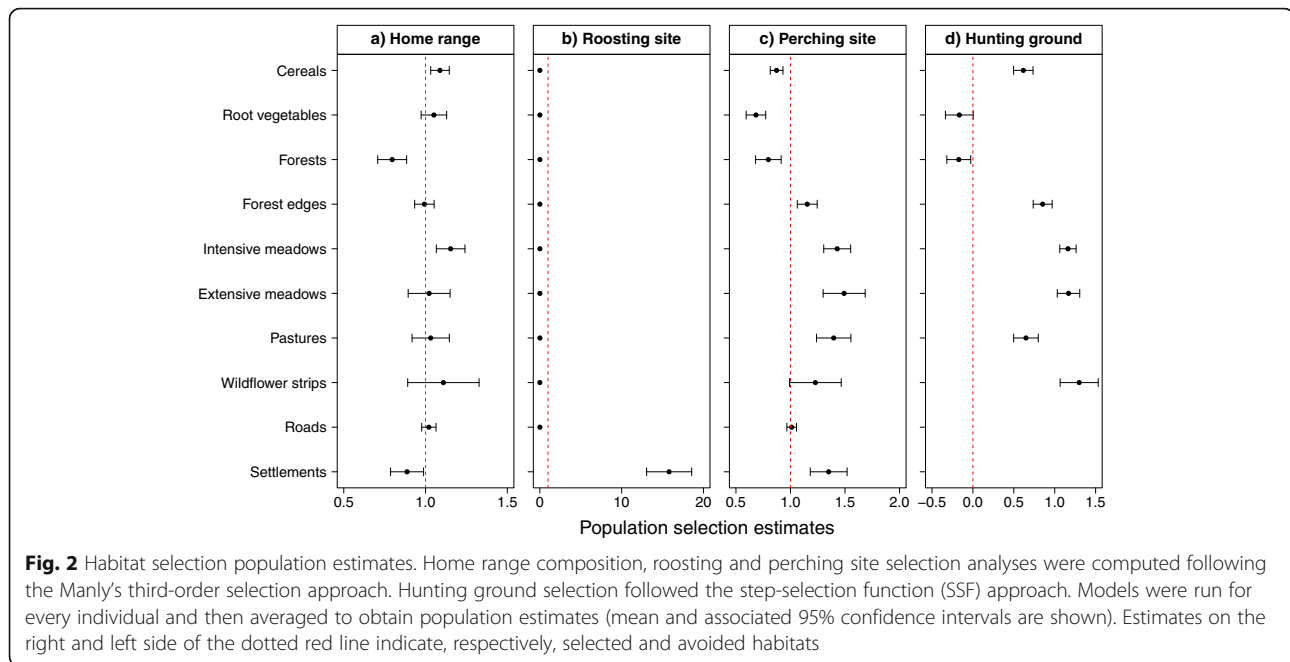 a) Home range
b) Roosting site
c) Perching site
d) Hunting ground
Cereals
Root vegetables
Forests
Forest edges
Intensive meadows
Extensive meadows
Pastures
Wildflower strips
Roads
Settlements
0.5 1.0 1.5
0 10 20
0.5 1.0 1.5 2.0
−0.5 0.0 0.5 1.0 1.5
Population selection estimates
Fig. 2 Habitat selection population estimates. Home range composition, roosting and perching site selection analyses were computed following
the Manly's third-order selection approach. Hunting ground selection followed the step-selection function (SSF) approach. Models were run for
every individual and then averaged to obtain population estimates (mean and associated 95% confidence intervals are shown). Estimates on the
right and left side of the dotted red line indicate, respectively, selected and avoided habitats